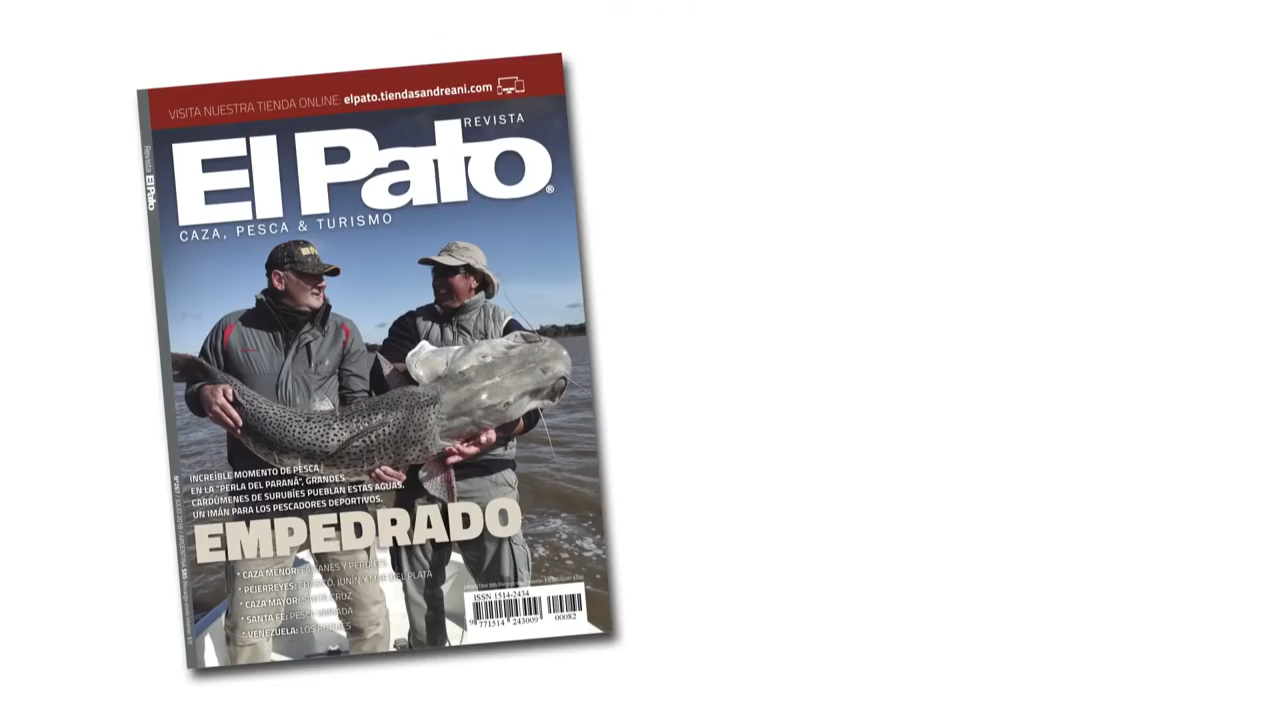 VISITA NUESTRA TIENDA ONLINE elpato.tiendasandreani.com
REVISTA
El Pato®
CAZA, PESCA & TURISMO
Revista El Pato
INCREÍBLE MOMENTO DE PESCA
EN LA "PERLA DEL PARANÁ", GRANDES
CARDÚMENES DE SURUBÍES PUEBLAN ESTAS AGUAS.
UN IMÁN PARA LOS PESCADORES DEPORTIVOS.
EMPEDRADO
* CAZA MENOR: FAISANES Y PERDICES
* PEJERREYES: JUNÍN Y MAR DEL PLATA
* CAZA MAYOR: SANTA CRUZ
* SANTA FE: PESCA VARIADA
* VENEZUELA: LOS ROQUES
ISSN 1514-2434
9 771514 243009
00082